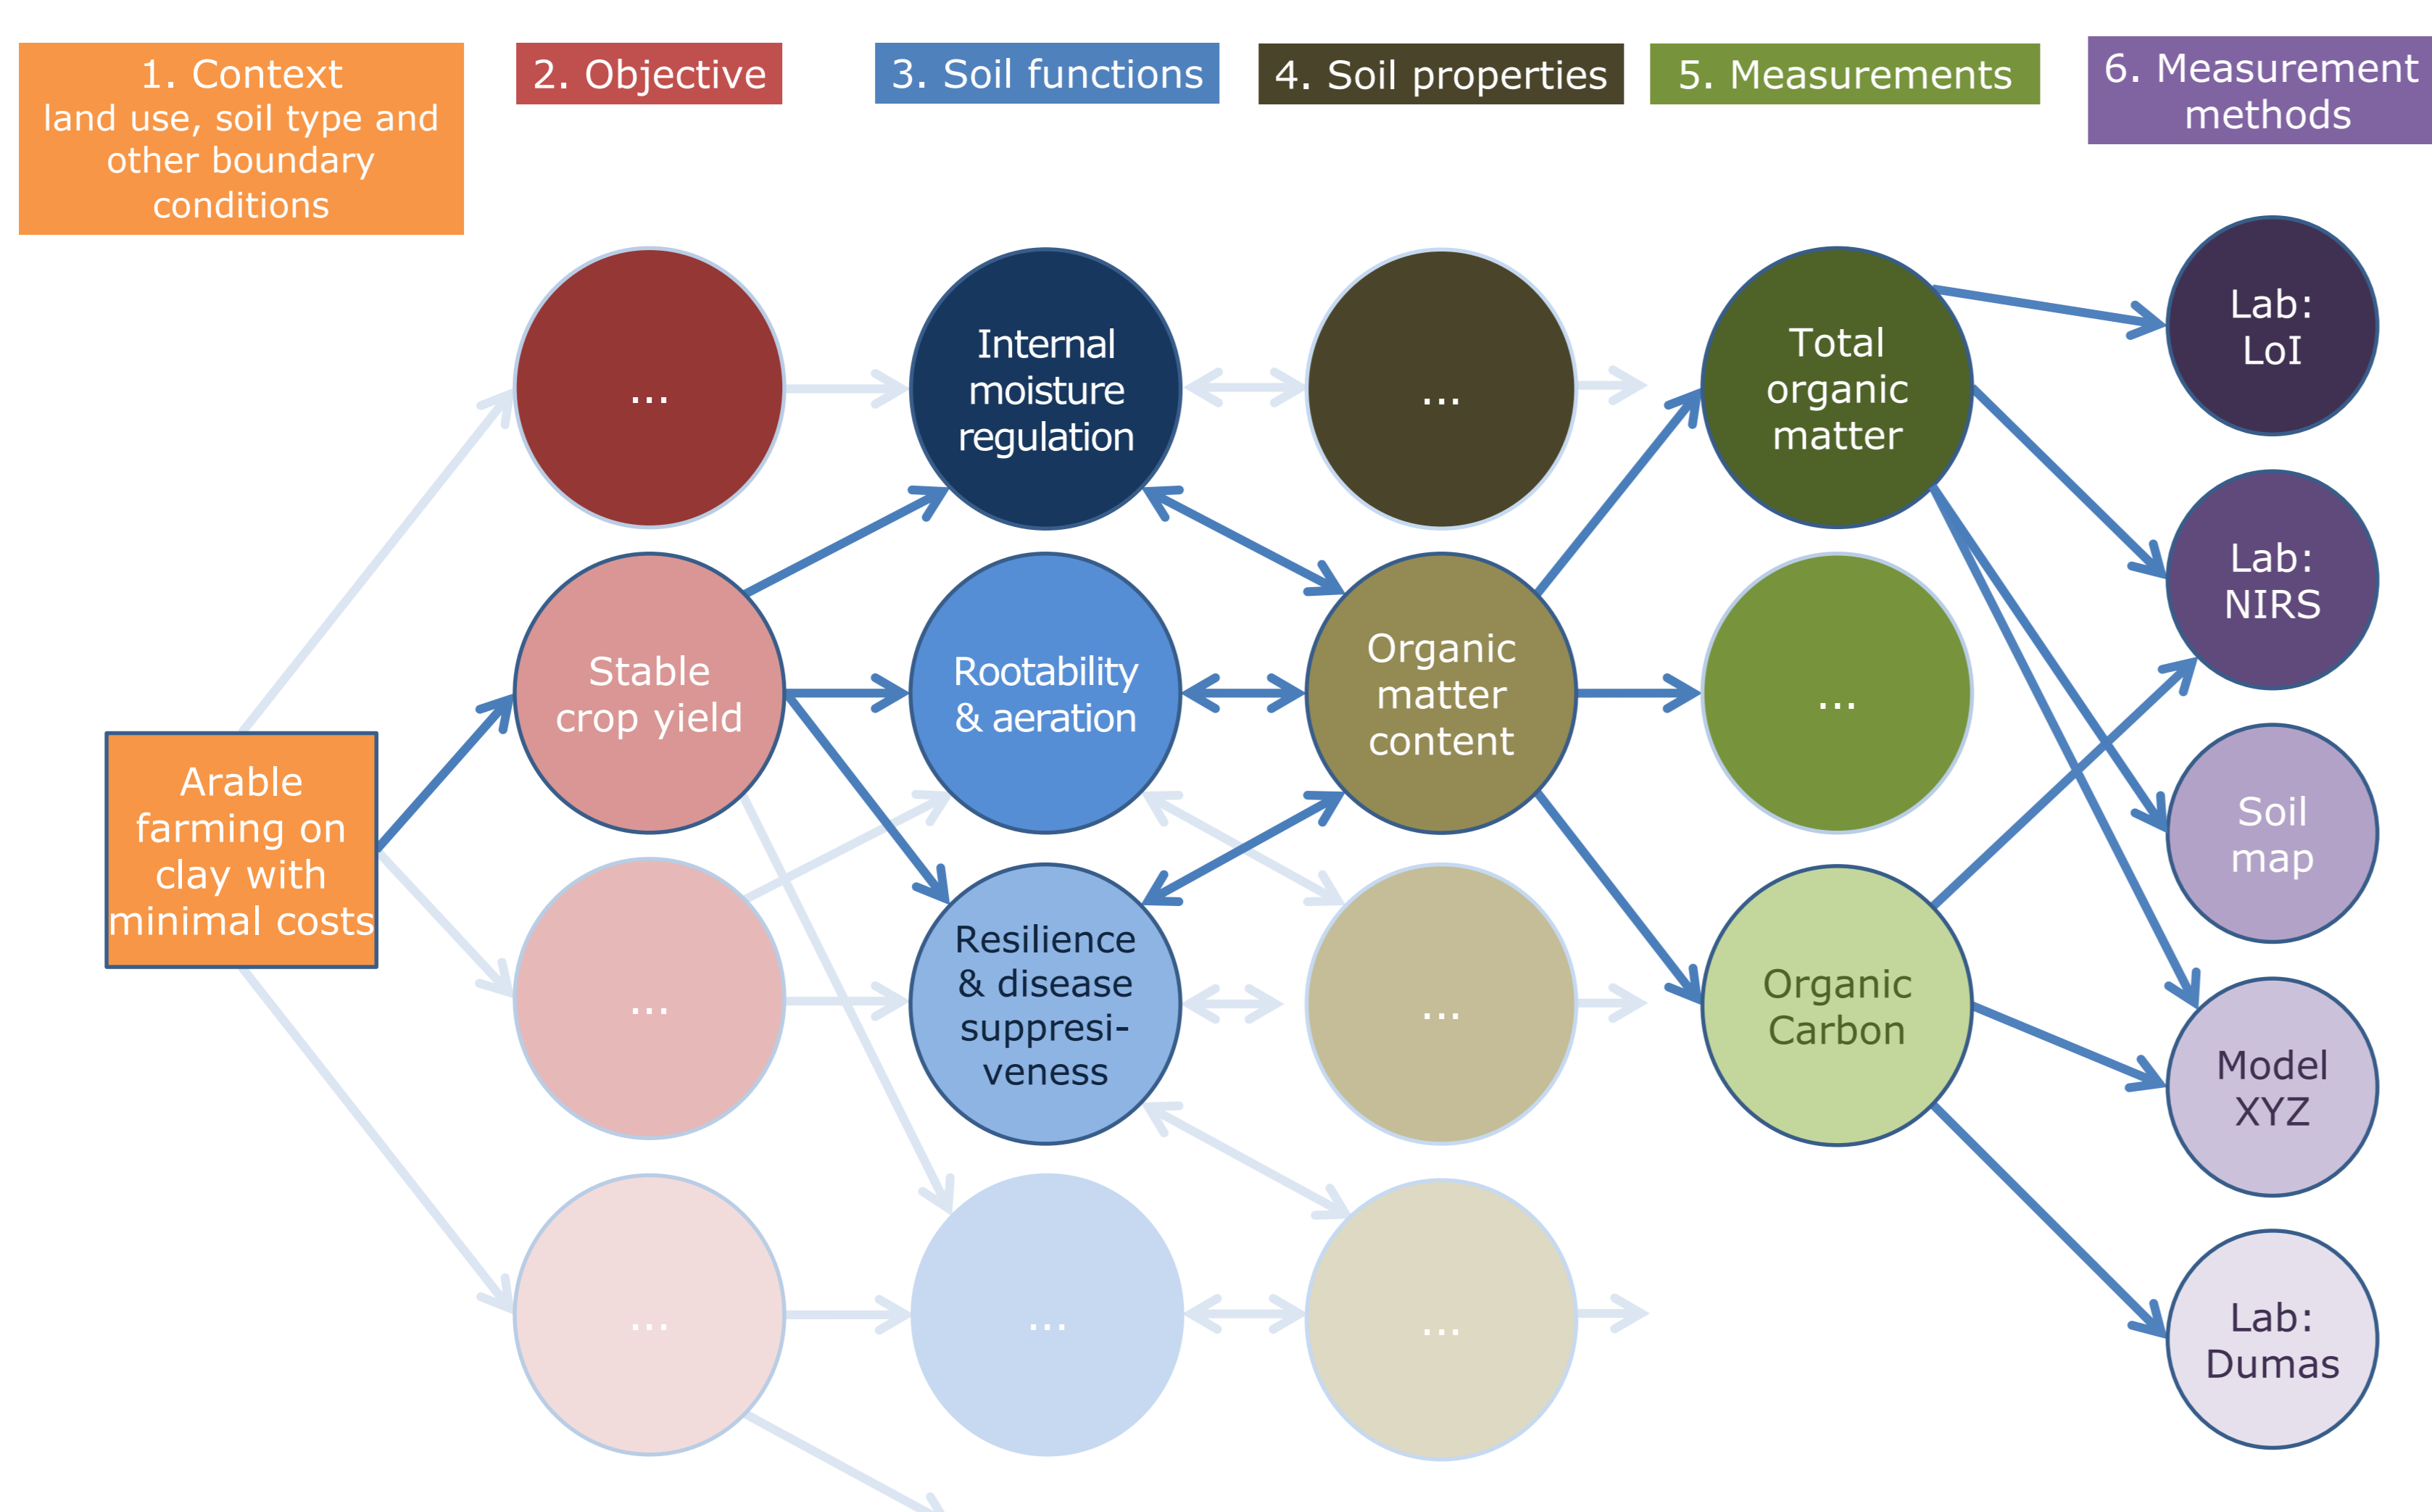 1. Context
land use, soil type and
other boundary
conditions
2. Objective
3. Soil functions
4. Soil properties
5. Measurements
6. Measurement
methods
Arable
farming on
clay with
minimal costs
...
Stable
crop yield
...
...
Internal
moisture
regulation
Rootability
& aeration
Resilience
& disease
suppresi-
veness
...
...
Organic
matter
content
...
...
Total
organic
matter
...
Organic
Carbon
Lab:
LoI
Lab:
NIRS
Soil
map
Model
XYZ
Lab:
Dumas